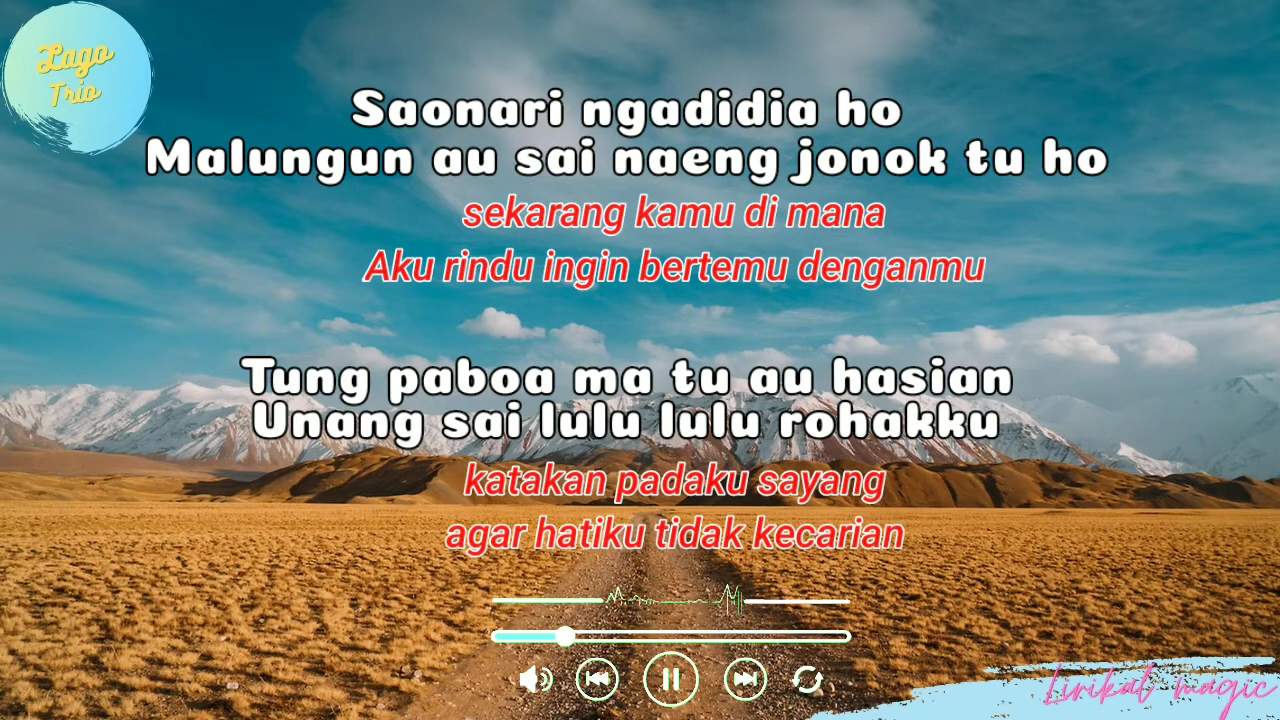 Lago
Trio
Saonari ngadidia ho
Malungun au sai naeng jonok tu ho
sekarang kamu di mana
Aku rindu ingin bertemu denganmu
Tung paboa ma tu au hasian
Unang sai lulu lulu rohakku
katakan padaku sayang
agar hatiku tidak kecarian
Lirikal magic